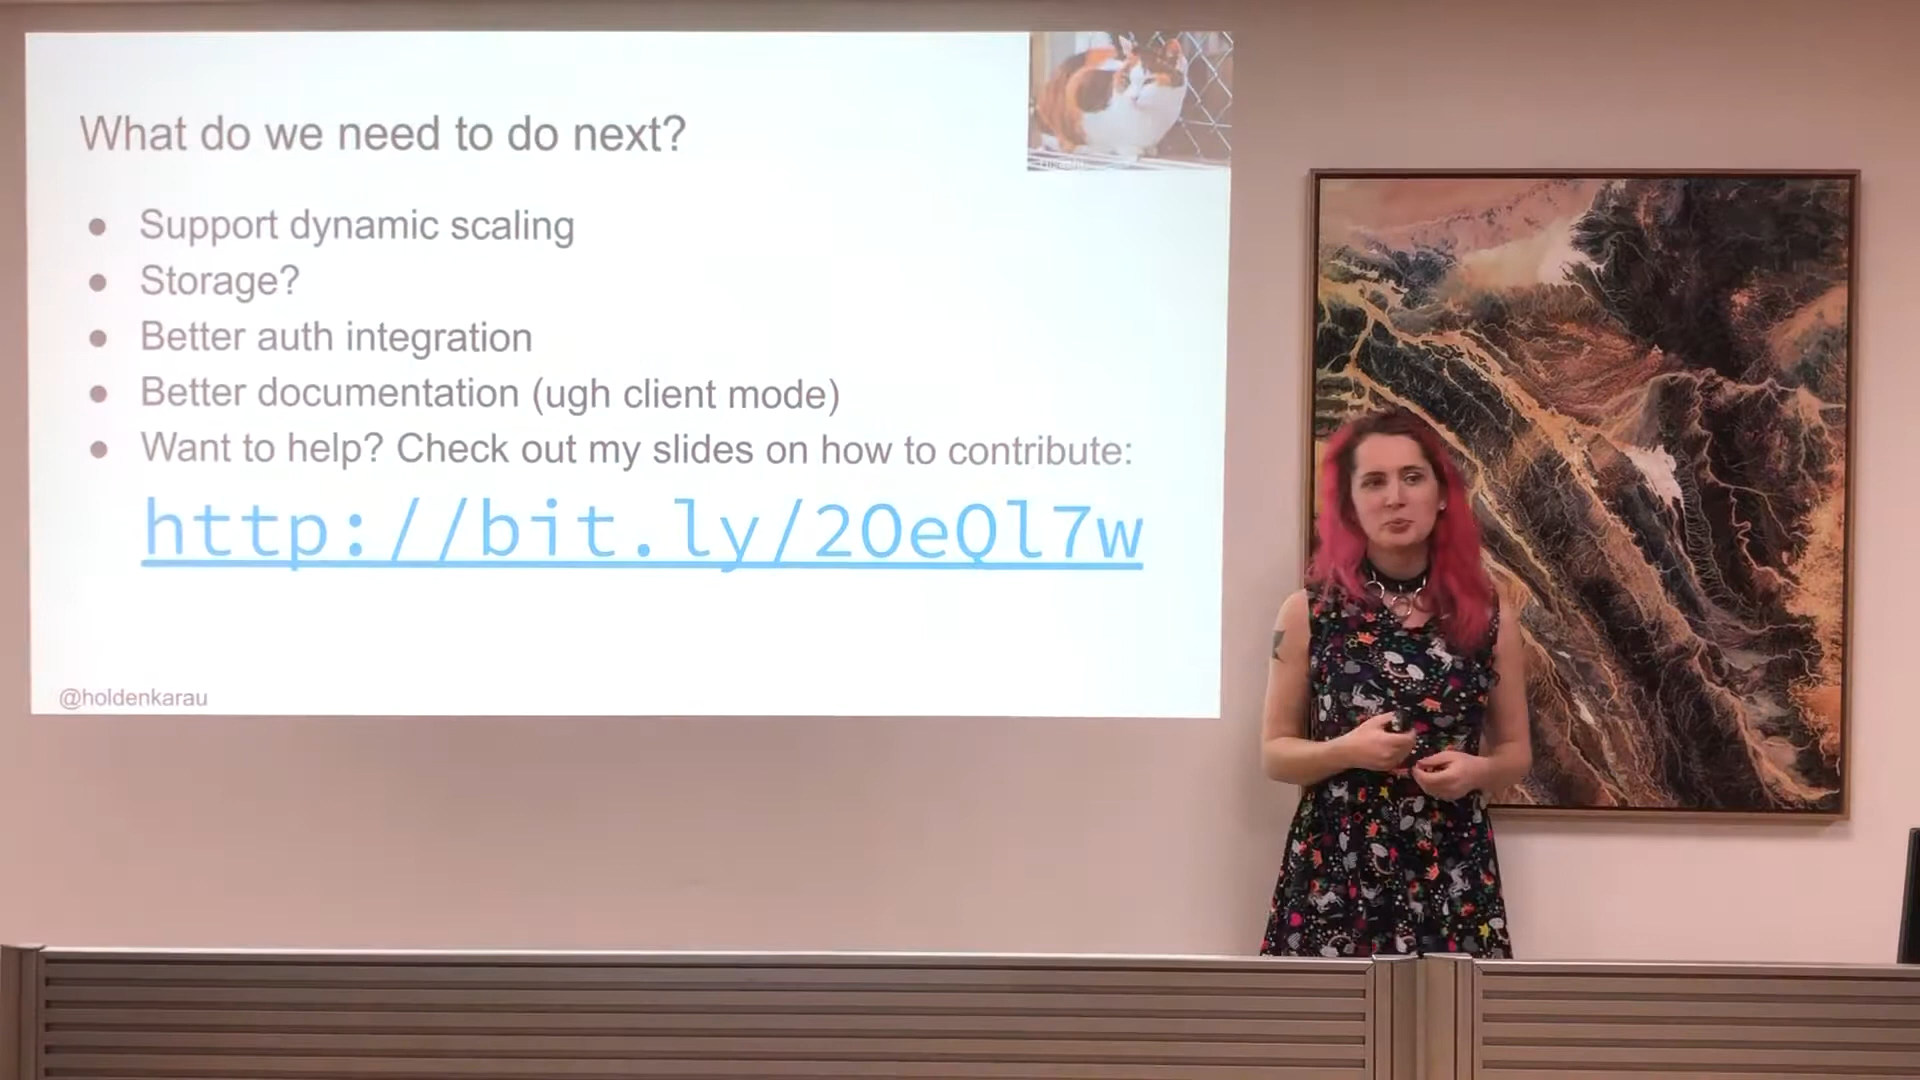 What do we need to do next?
● Support dynamic scaling
● Storage?
● Better auth integration
● Better documentation (ugh client mode)
● Want to help? Check out my slides on how to contribute:
http://bit.ly/2OeQl7w
@holdenkarau